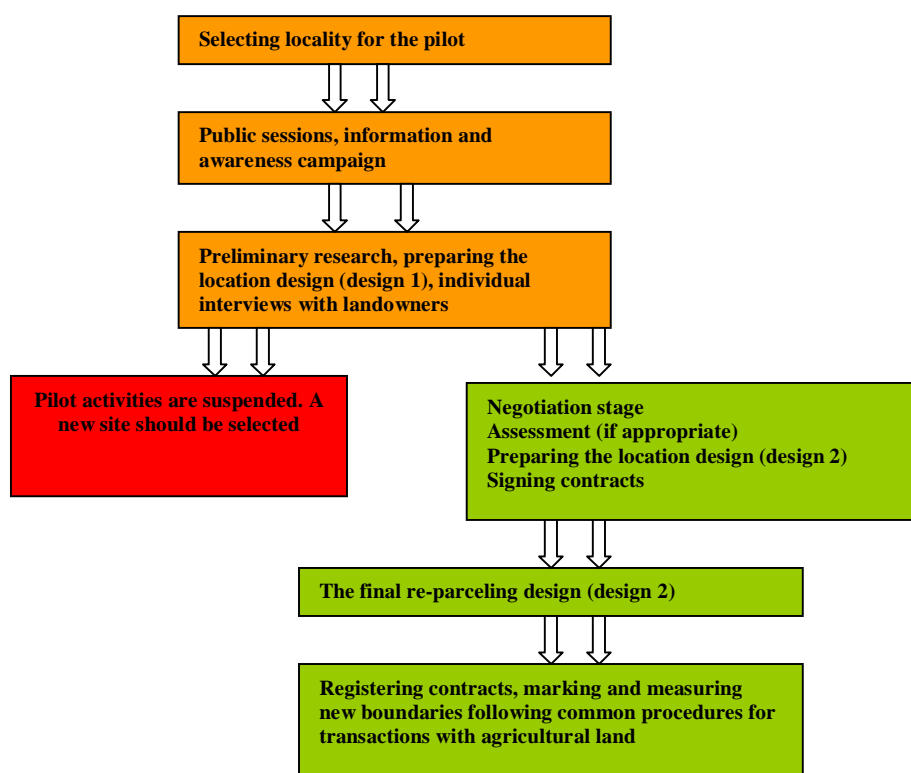 Selecting locality for the pilot
Public sessions, information and
awareness campaign
Preliminary research, preparing the
location design (design 1), individual
interviews with landowners
Pilot activities are suspended. A
new site should be selected
Negotiation stage
Assessment (if appropriate)
Preparing the location design (design 2)
Signing contracts
The final re-parceling design (design 2)
Registering contracts, marking and measuring
new boundaries following common procedures for
transactions with agricultural land